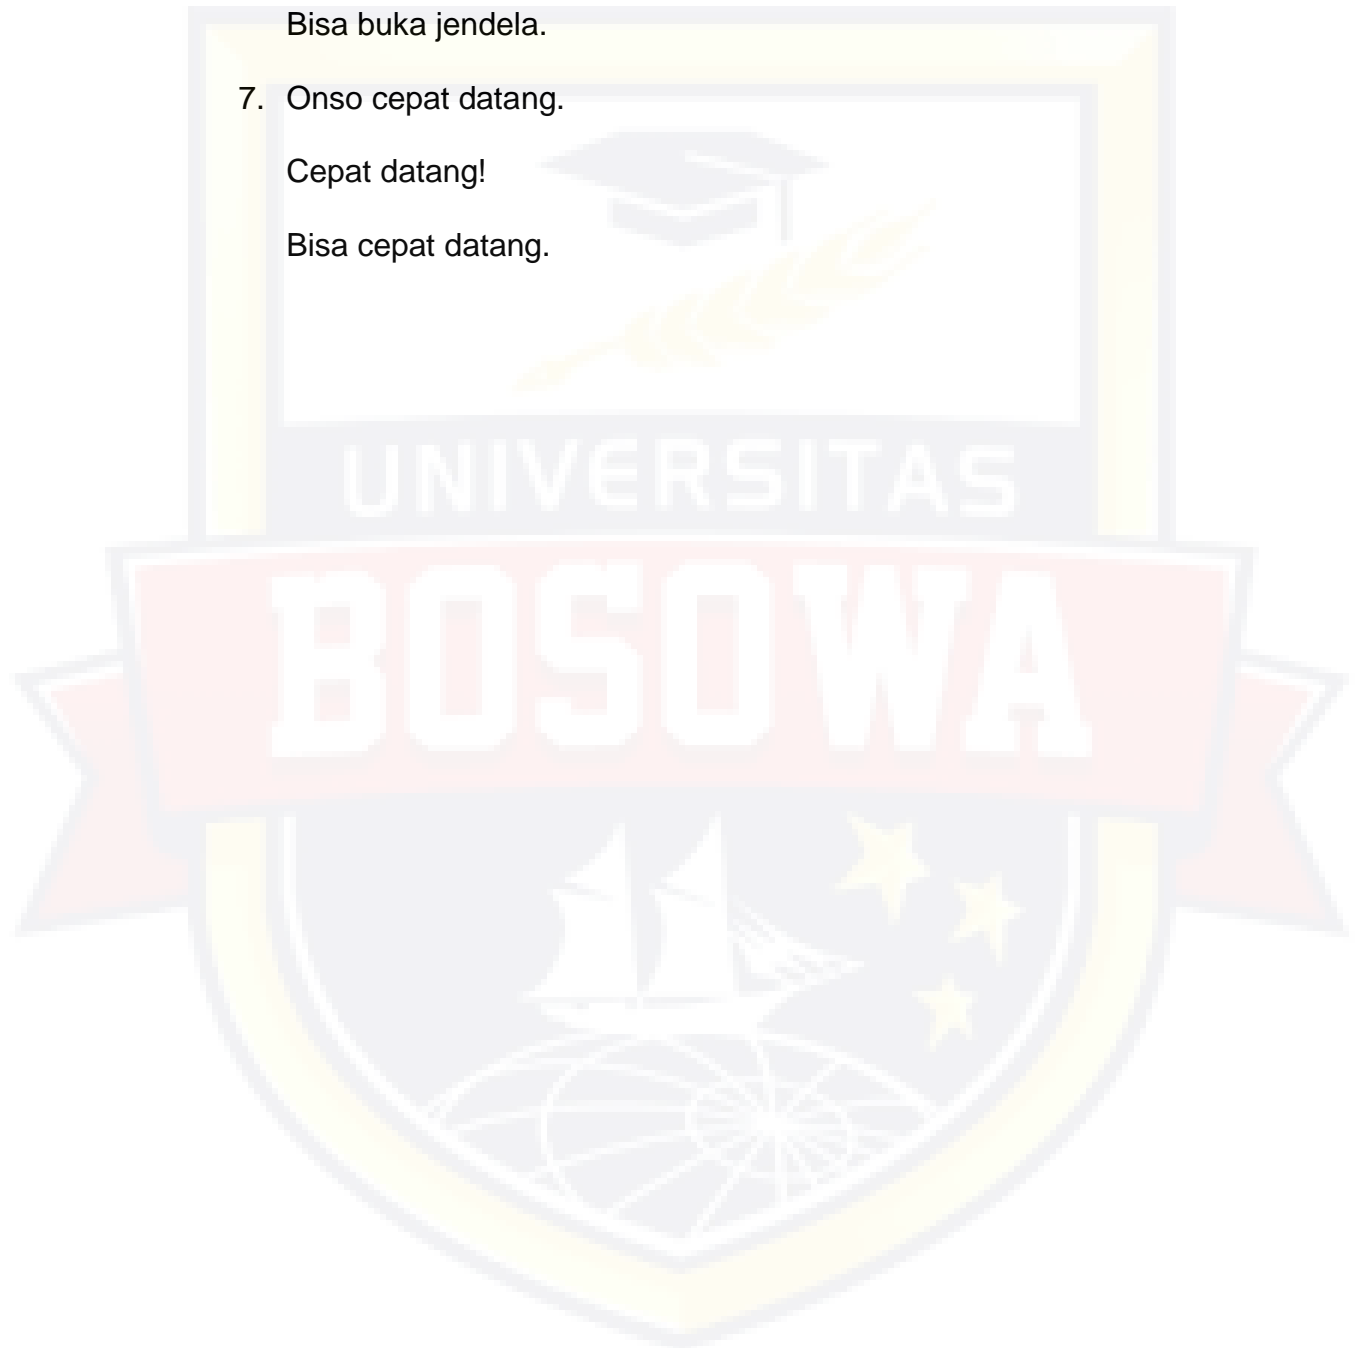 Bisa buka jendela.
7. Onso cepat datang.
Cepat datang!
Bisa cepat datang.
UNIVERSITAS
BOSOWA